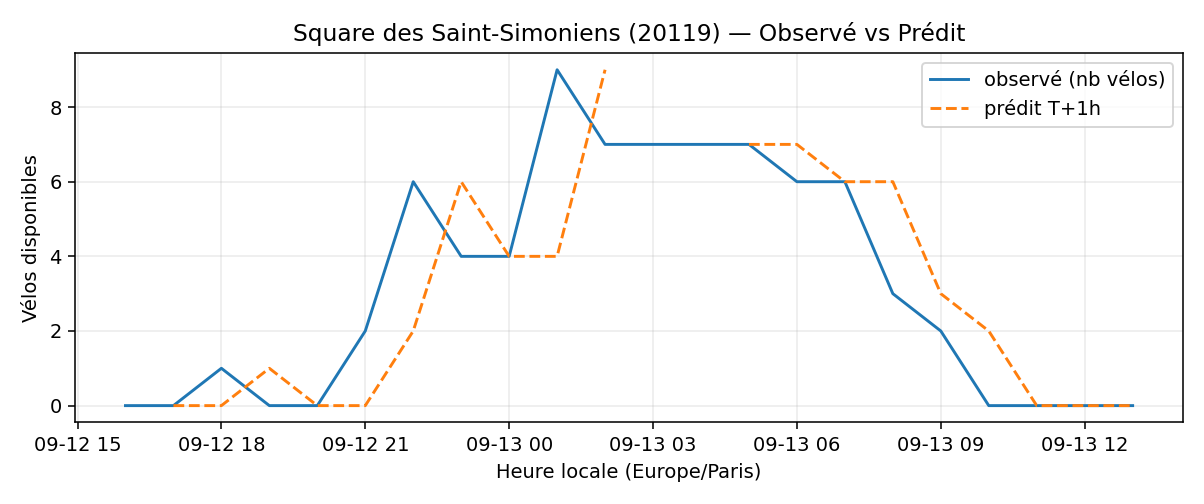 Square des Saint-Simoniens (20119) — Observé vs Prédit
observé (nb vélos)
prédit T+1h
Vélos disponibles
8
6
4
2
0
09-12 15 09-12 18 09-12 21 09-13 00 09-13 03 09-13 06 09-13 09 09-13 12
Heure locale (Europe/Paris)